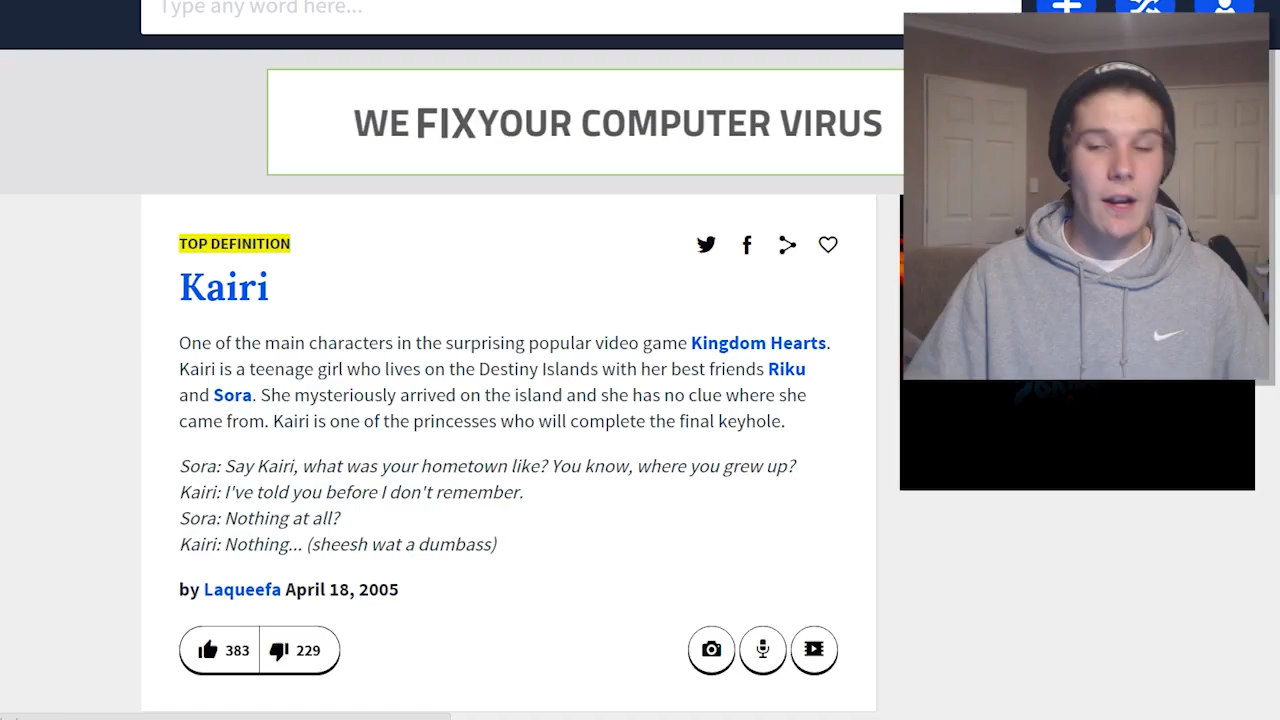 Type any word here...
WE FIX YOUR COMPUTER VIRUS
TOP DEFINITION
Kairi
One of the main characters in the surprising popular video game Kingdom Hearts.
Kairi is a teenage girl who lives on the Destiny Islands with her best friends Riku
and Sora. She mysteriously arrived on the island and she has no clue where she
came from. Kairi is one of the princesses who will complete the final keyhole.
Sora: Say Kairi, what was your hometown like? You know, where you grew up?
Kairi: I've told you before I don't remember.
Sora: Nothing at all?
Kairi: Nothing... (sheesh wat a dumbass)
by Laqueefa April 18, 2005
383 229